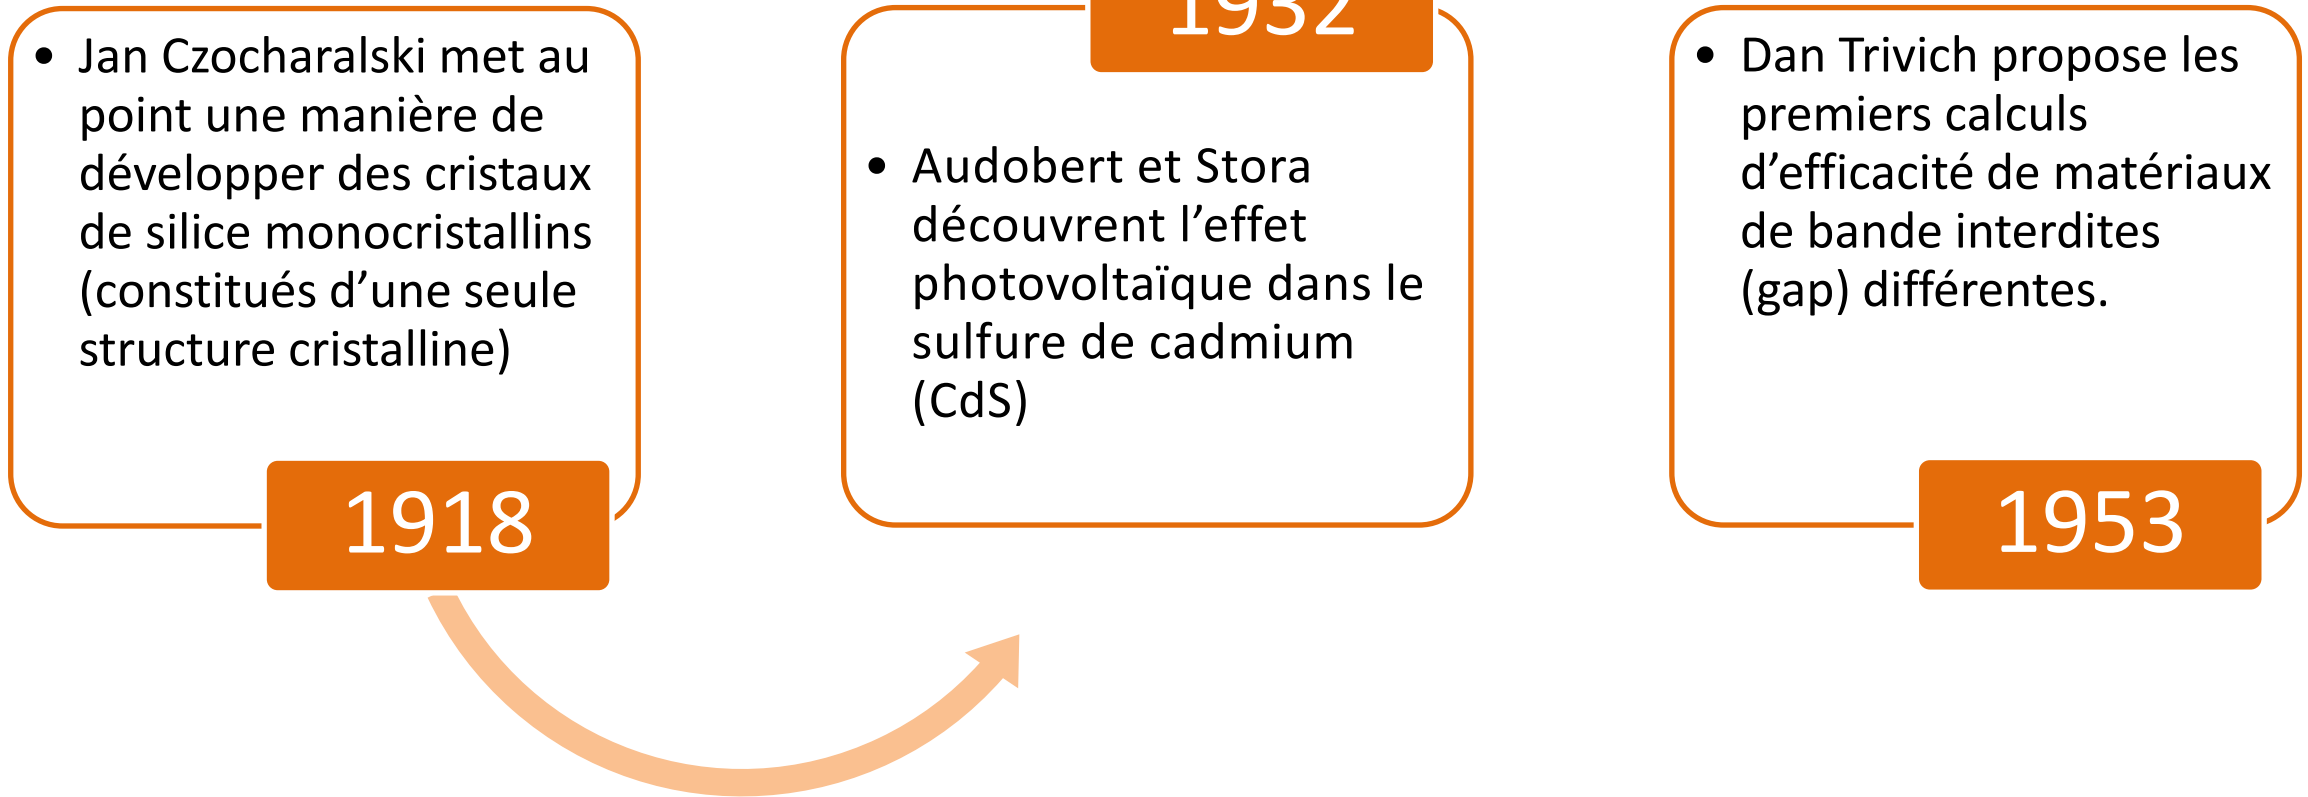 • Jan Czocharalski met au
point une manière de
développer des cristaux
de silice monocristallins
(constitués d’une seule
structure cristalline)
1918
1932
• Audobert et Stora
découvrent l’effet
photovoltaïque dans le
sulfure de cadmium
(CdS)
• Dan Trivich propose les
premiers calculs
d’efficacité de matériaux
de bande interdites
(gap) différentes.
1953